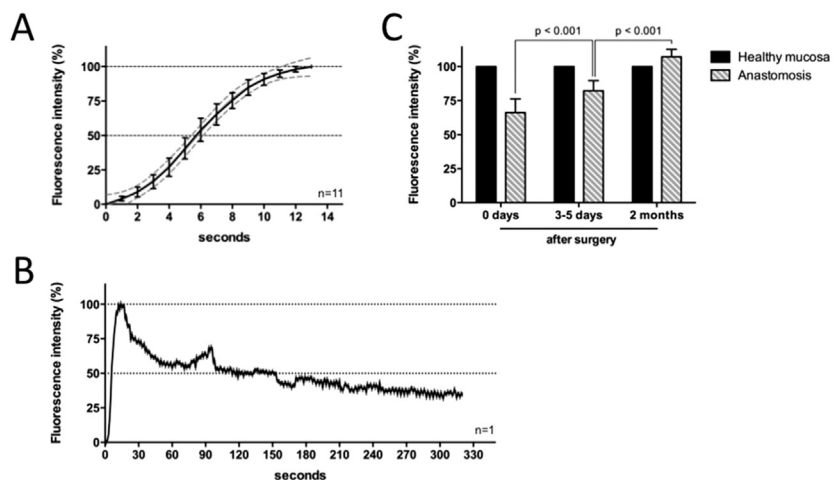 A
Fluorescence intensity (%)
100
75
50
25
0
0 2 4 6 8 10 12 14
seconds
n=11
C
Fluorescence intensity (%)
p < 0.001 p < 0.001
100
75
50
25
0
0 days 3-5 days 2 months
after surgery
Healthy mucosa
Anastomosis
B
Fluorescence intensity (%)
100
75
50
25
0
0 30 60 90 120 150 180 210 240 270 300 330
seconds
n=1